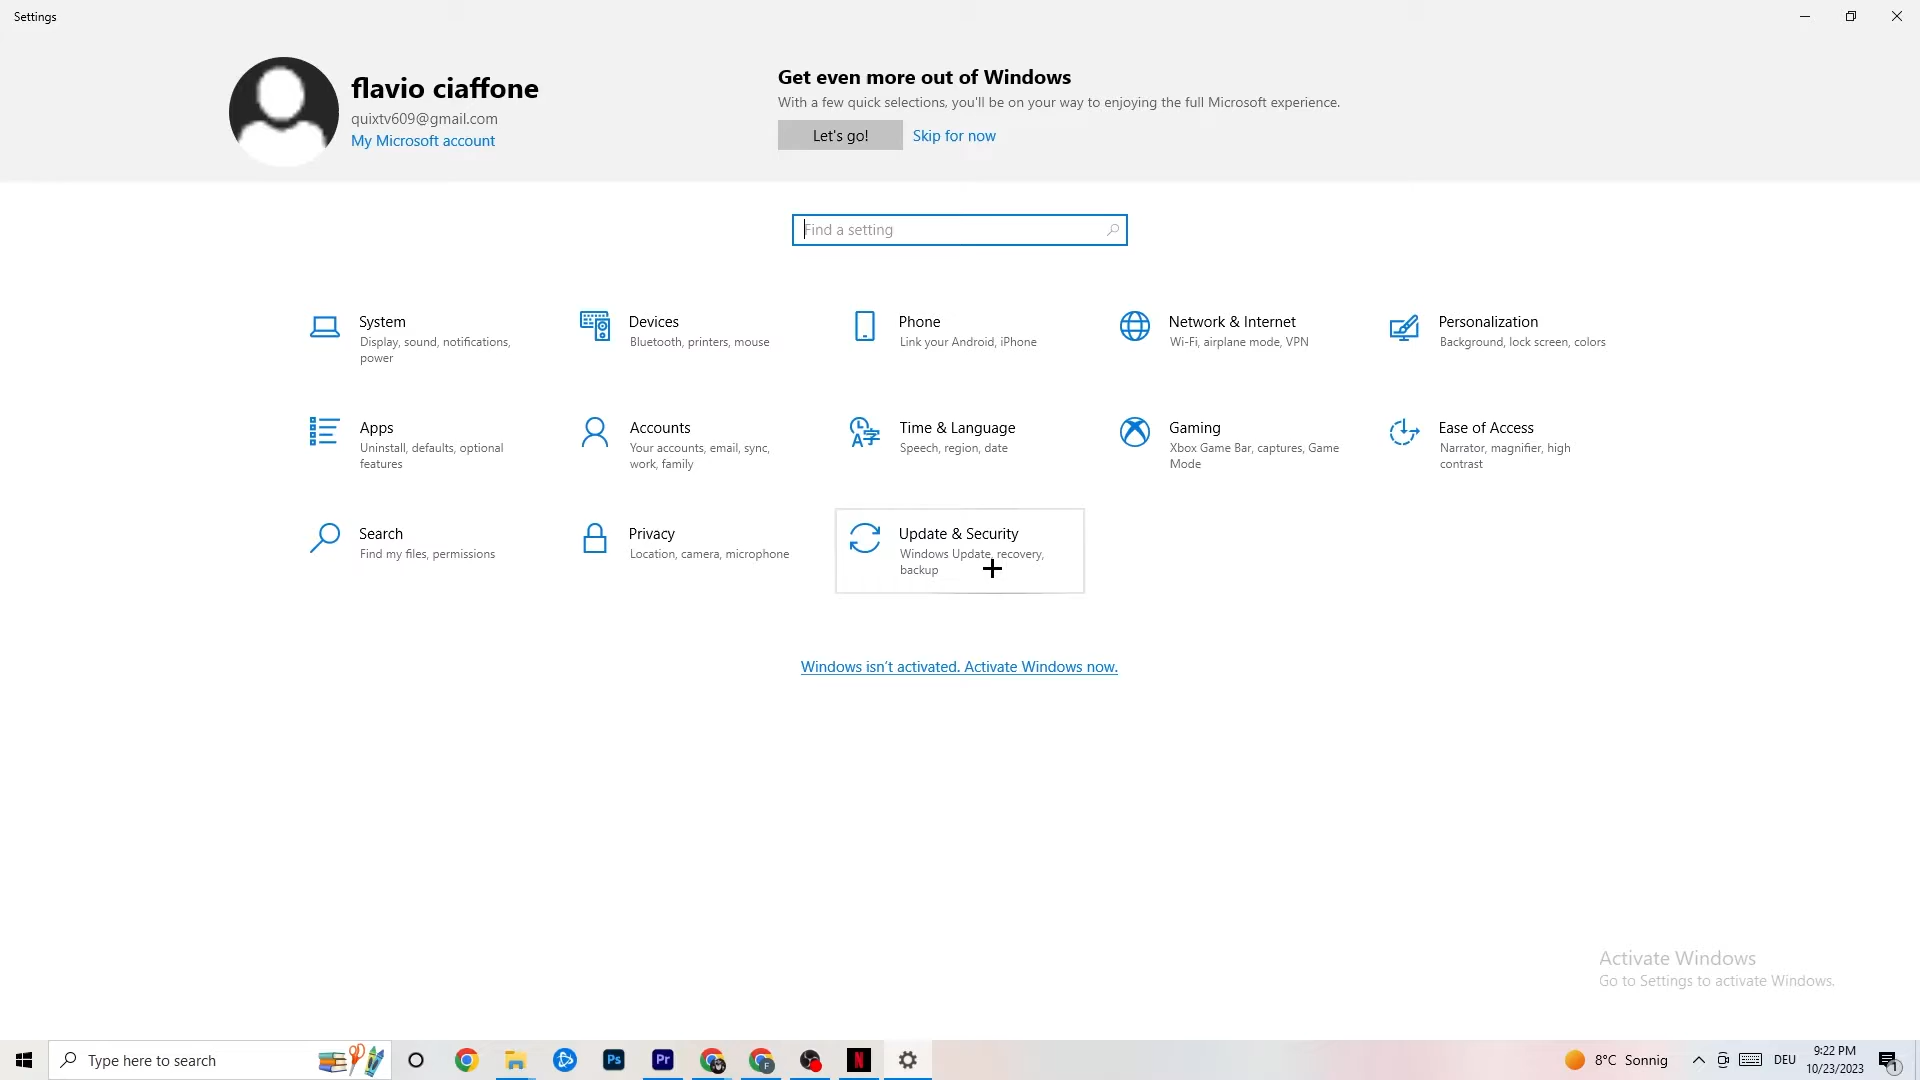 Settings
flavio ciaffone
quixtv609@gmail.com
My Microsoft account
Get even more out of Windows
With a few quick selections, you'll be on your way to enjoying the full Microsoft experience.
Let's go!
Skip for now
Find a setting
System
Display, sound, notifications,
power
Devices
Bluetooth, printers, mouse
Phone
Link your Android, iPhone
Network & Internet
Wi-Fi, airplane mode, VPN
Personalization
Background, lock screen, colors
Apps
Uninstall, defaults, optional
features
Accounts
Your accounts, email, sync,
work, family
Time & Language
Speech, region, date
Gaming
Xbox Game Bar, captures, Game
Mode
Ease of Access
Narrator, magnifier, high
contrast
Search
Find my files, permissions
Privacy
Location, camera, microphone
Update & Security
Windows Update, recovery,
backup
Windows isn't activated. Activate Windows now.
Activate Windows
Go to Settings to activate Windows.
Type here to search
Ps
Pr
F
N
8°C Sonnig
DEU
9:22 PM
10/23/2023
1